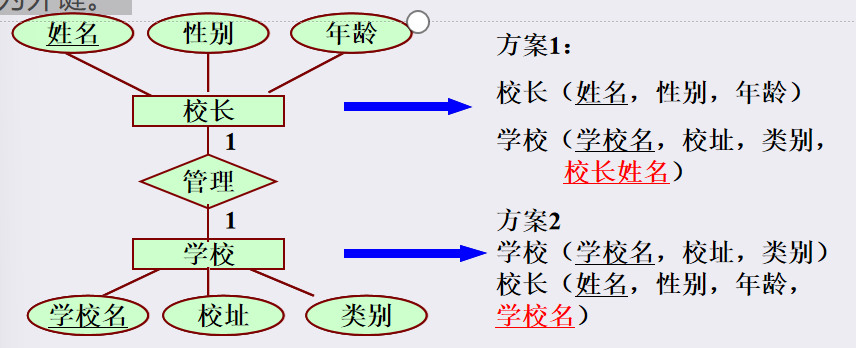 为外键。
姓名 性别 年龄
校长
1
管理
1
学校
学校名 校址 类别
方案1：
校长（姓名，性别，年龄）
学校（学校名，校址，类别，
校长姓名）
方案2
学校（学校名，校址，类别）
校长（姓名，性别，年龄，
学校名）